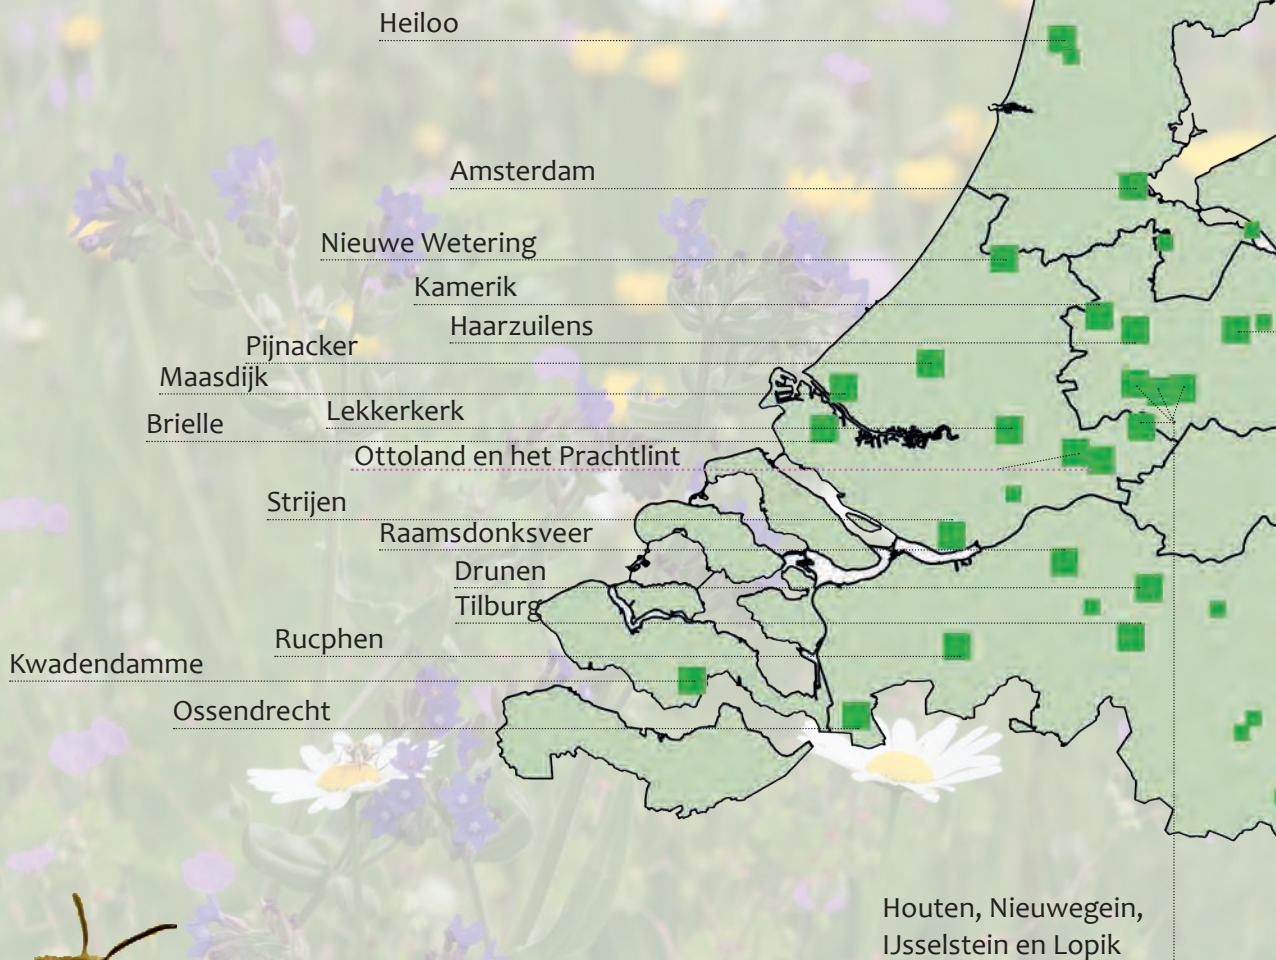 Heiloo
Amsterdam
Nieuwe Wetering
Kamerik
Haarzuilens
Pijnacker
Maasdijk
Lekkerkerk
Brielle
Ottoland en het Prachtlint
Strijen
Raamsdonksveer
Drunen
Tilburg
Rucphen
Kwadendamme
Ossendrecht
Houten, Nieuwegein,
IJsselstein en Lopik